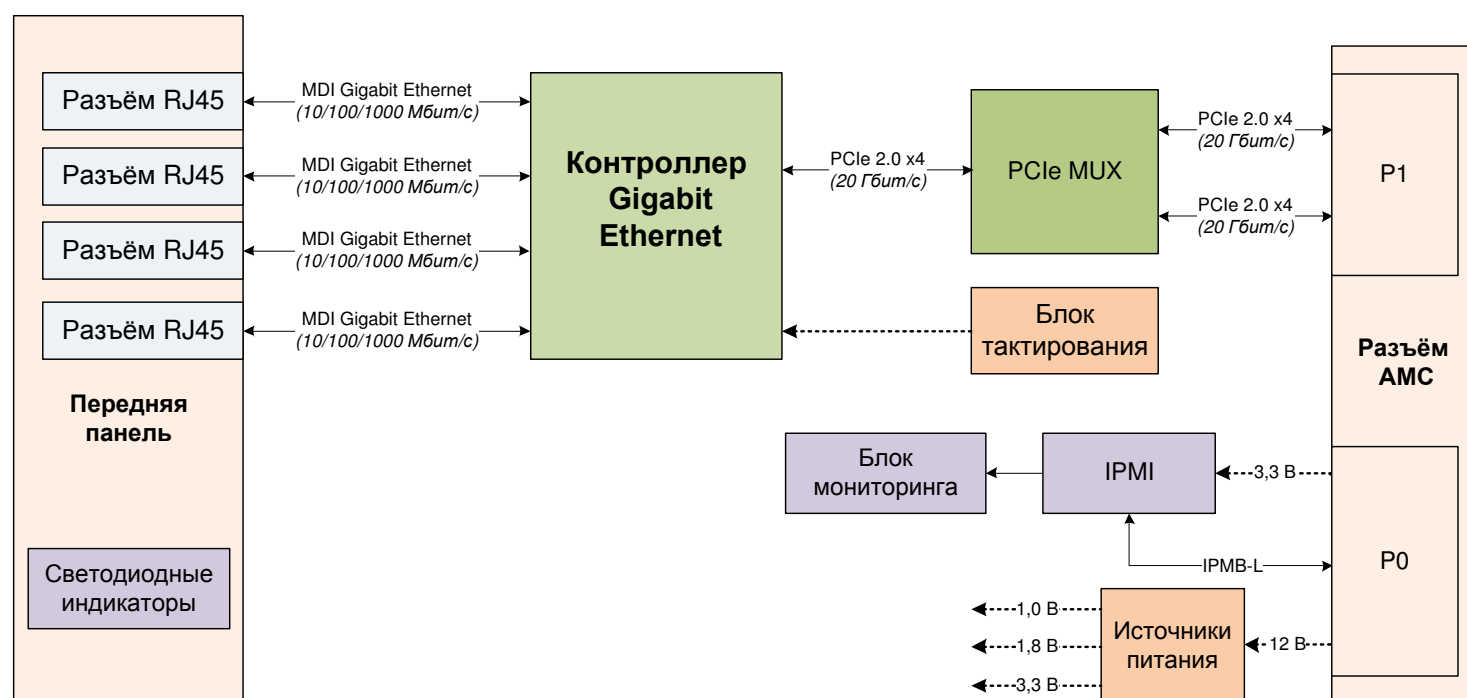 Разъём RJ45
MDI Gigabit Ethernet
(10/100/1000 Мбит/с)
Разъём RJ45
MDI Gigabit Ethernet
(10/100/1000 Мбит/с)
Разъём RJ45
MDI Gigabit Ethernet
(10/100/1000 Мбит/с)
Разъём RJ45
MDI Gigabit Ethernet
(10/100/1000 Мбит/с)
Передняя
панель
Светодиодные
индикаторы
Контроллер
Gigabit
Ethernet
PCIe 2.0 x4
(20 Гбит/с)
PCIe MUX
PCIe 2.0 x4
(20 Гбит/с)
PCIe 2.0 x4
(20 Гбит/с)
P1
Блок
тактирования
Разъём
AMC
Блок
мониторинга
IPMI
3,3 В
IPMB-L
P0
1,0 В
1,8 В
3,3 В
Источники
питания
12 В